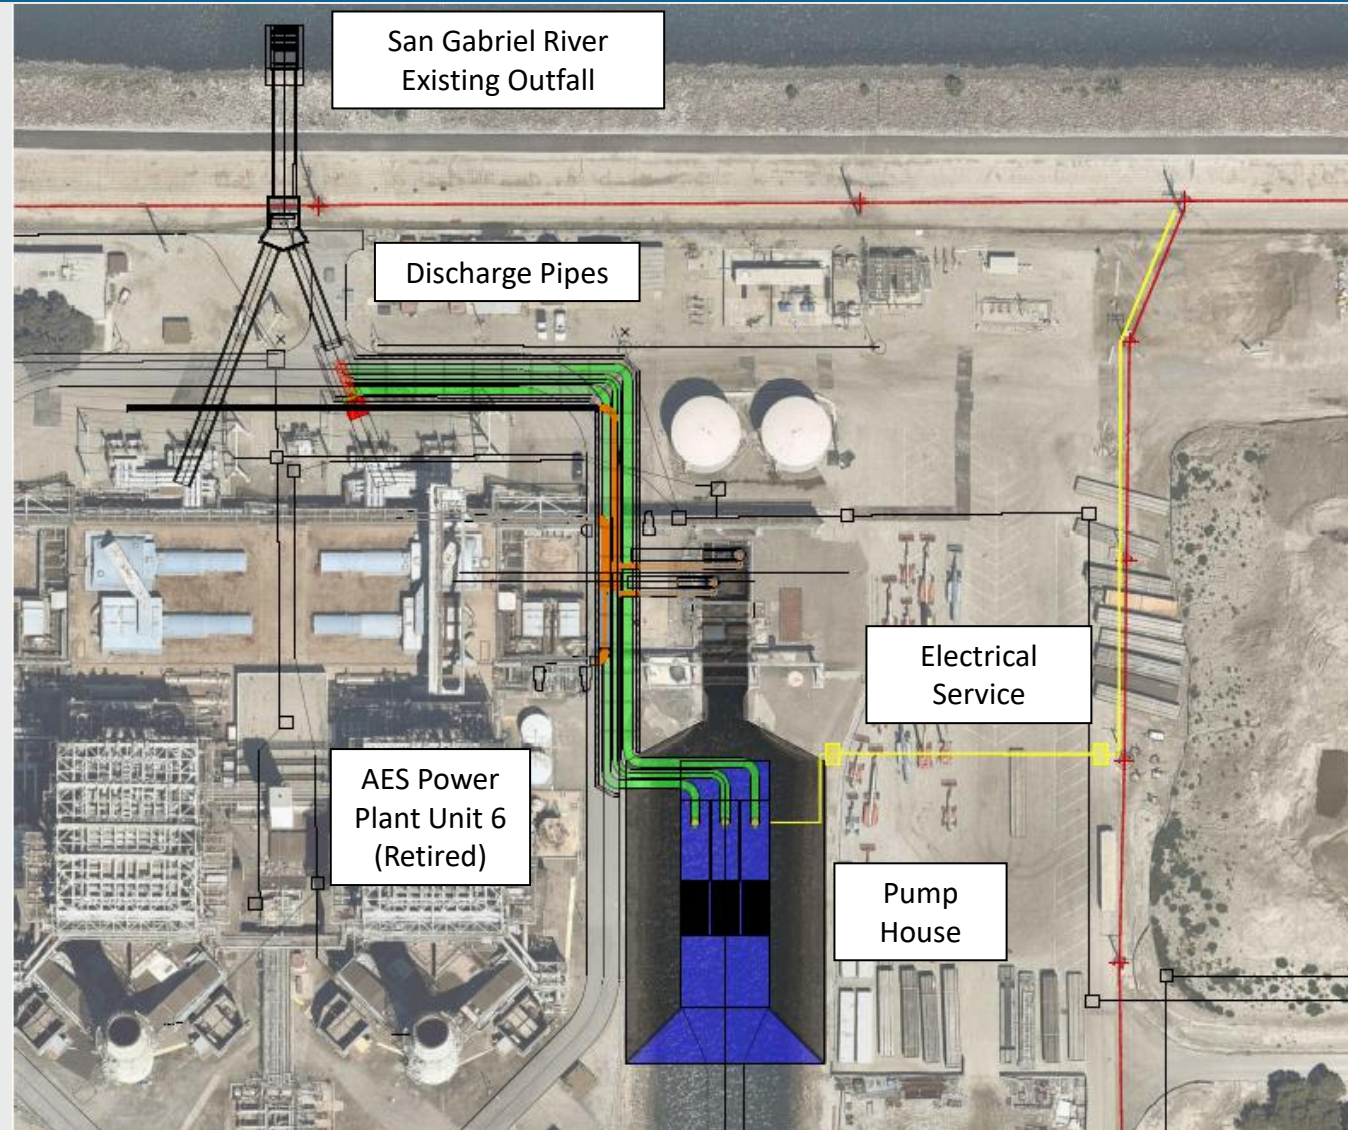 San Gabriel River
Existing Outfall
Discharge Pipes
Electrical
Service
AES Power
Plant Unit 6
(Retired)
Pump
House